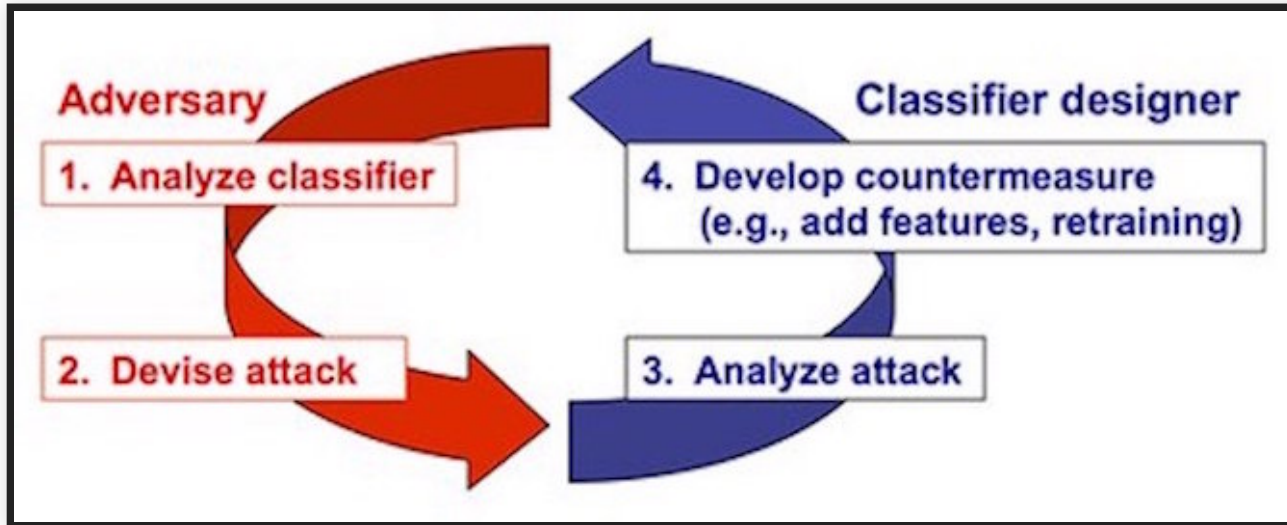 Adversary
1. Analyze classifier
2. Devise attack
Classifier designer
4. Develop countermeasure
(e.g., add features, retraining)
3. Analyze attack